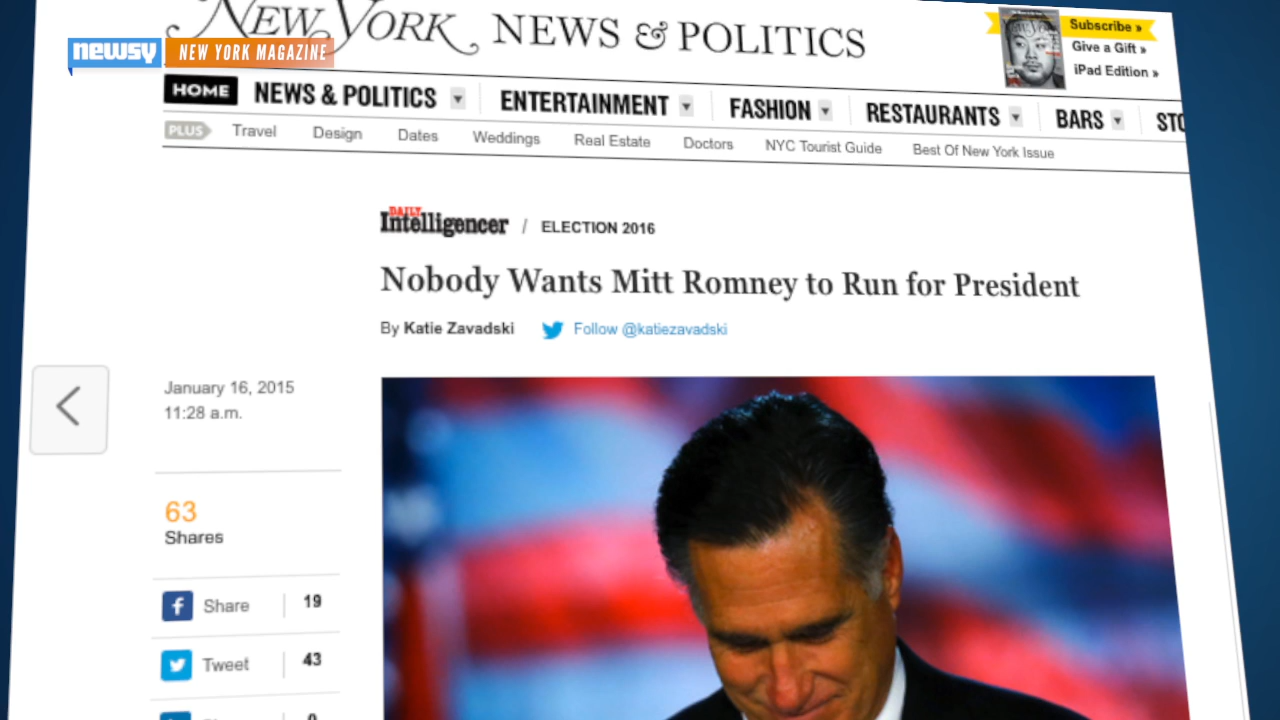 New York NEWS & POLITICS
newsy NEW YORK MAGAZINE
Subscribe »
Give a Gift »
iPad Edition »
HOME NEWS & POLITICS ENTERTAINMENT FASHION RESTAURANTS BARS
PLUS Travel Design Dates Weddings Real Estate Doctors NYC Tourist Guide Best Of New York Issue
DAILY
Intelligencer / ELECTION 2016
Nobody Wants Mitt Romney to Run for President
By Katie Zavadski Follow @katiezavadski
January 16, 2015
11:28 a.m.
63
Shares
Share 19
Tweet 43